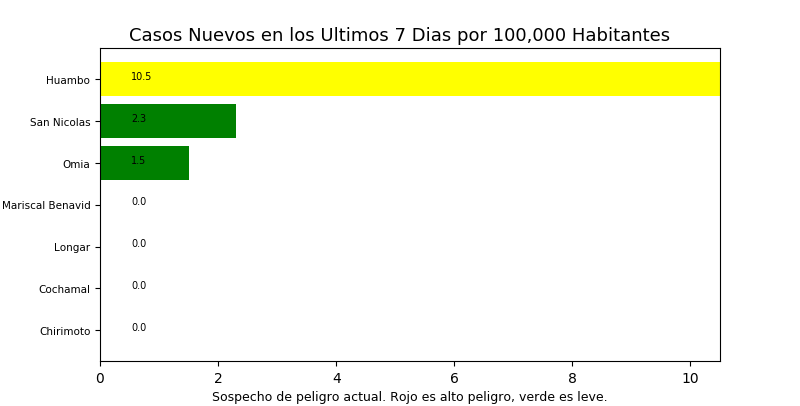 Casos Nuevos en los Ultimos 7 Dias por 100,000 Habitantes
Huambo 10.5
San Nicolas 2.3
Omia 1.5
Mariscal Benavid 0.0
Longar 0.0
Cochamal 0.0
Chirimoto 0.0
0 2 4 6 8 10
Sospecho de peligro actual. Rojo es alto peligro, verde es leve.